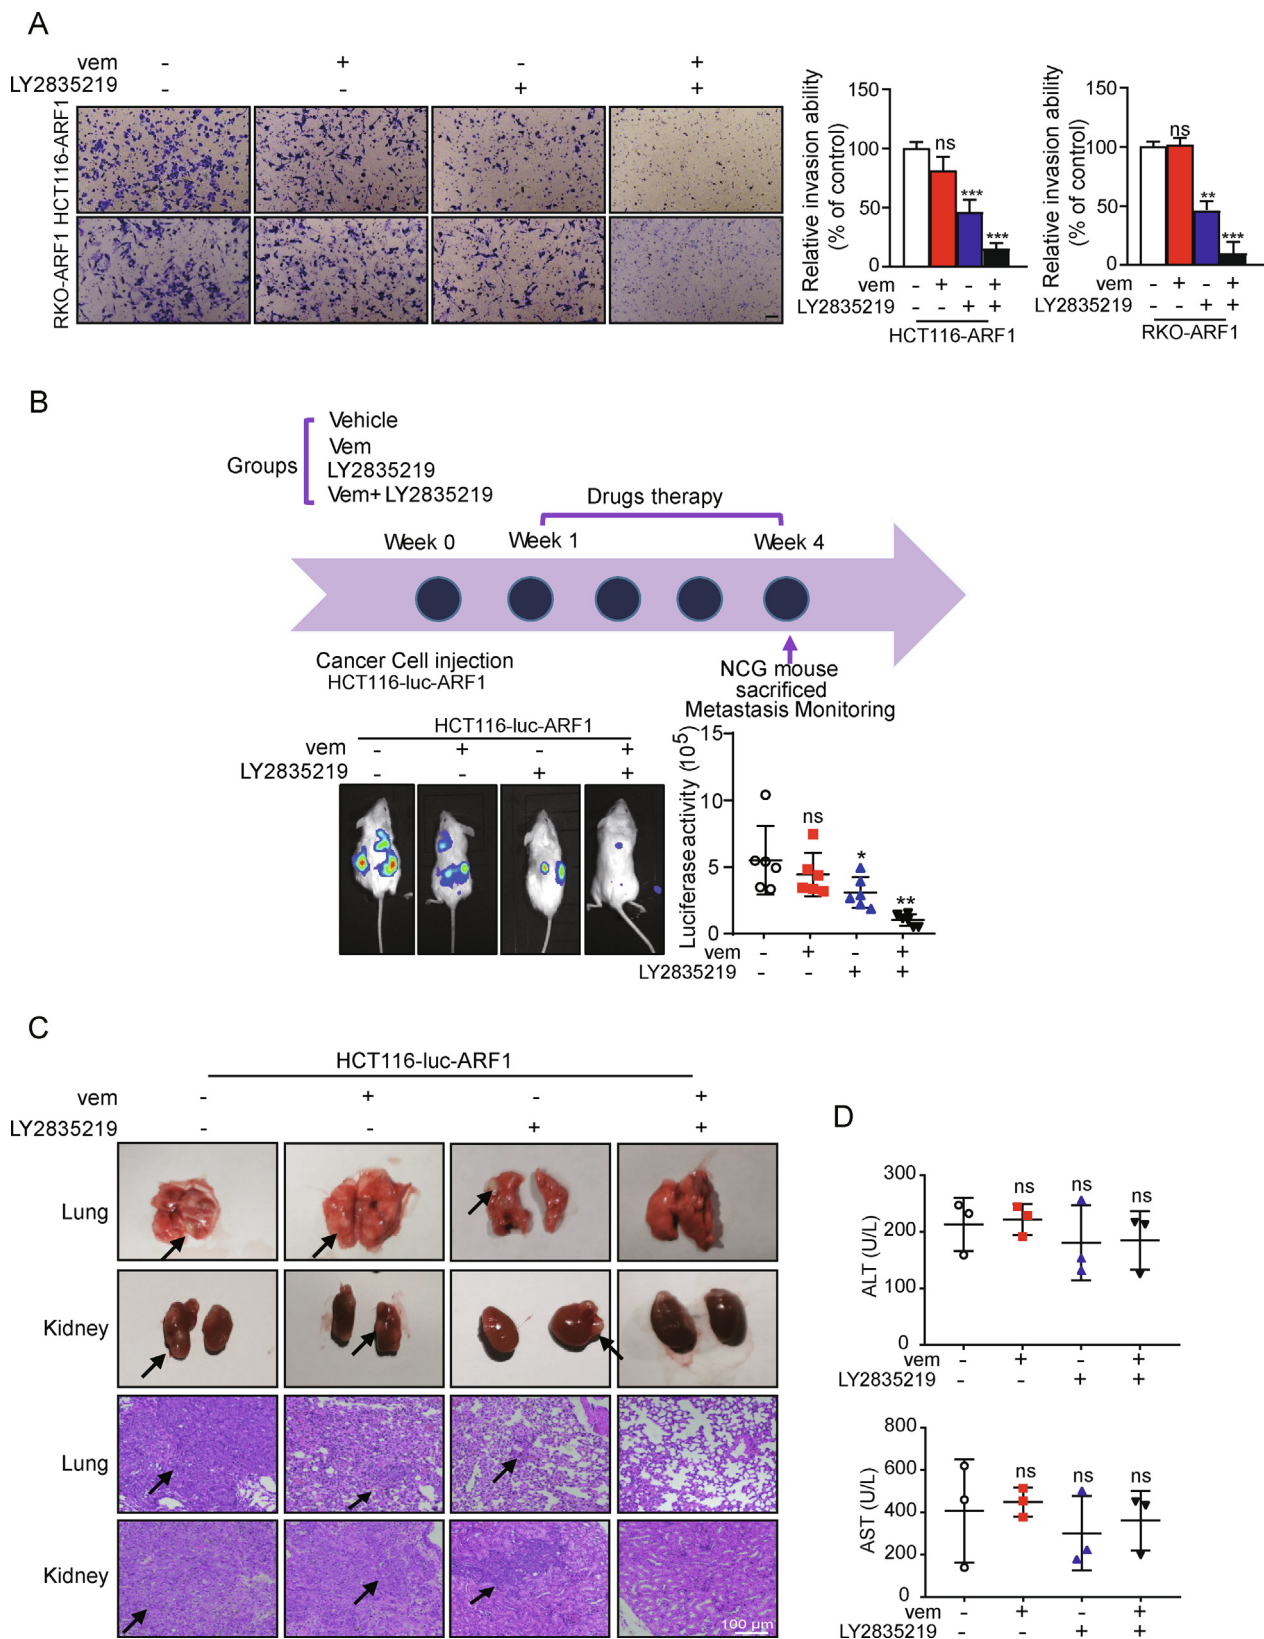 A
vem - + - +
LY2835219 - - + +
HCT116-ARF1
RKO-ARF1
Relative invasion ability
(% of control)
150
100
50
0
ns
***
***
vem - + - +
LY2835219 - - + +
HCT116-ARF1
Relative invasion ability
(% of control)
150
100
50
0
ns
**
***
vem - + - +
LY2835219 - - + +
RKO-ARF1
B
Groups
Vehicle
Vem
LY2835219
Vem+ LY2835219
Drugs therapy
Week 0 Week 1 Week 4
Cancer Cell injection
HCT116-luc-ARF1
NCG mouse
sacrificed
Metastasis Monitoring
HCT116-luc-ARF1
vem - + - +
LY2835219 - - + +
Luciferaseactivity (10⁵)
15
10
5
0
ns
*
**
vem - + - +
LY2835219 - - + +
C
HCT116-luc-ARF1
vem - + - +
LY2835219 - - + +
Lung
Kidney
Lung
Kidney
100 µm
D
ALT (U/L)
300
200
100
0
ns ns ns
vem - + - +
LY2835219 - - + +
AST (U/L)
800
600
400
200
0
ns ns ns
vem - + - +
LY2835219 - - + +